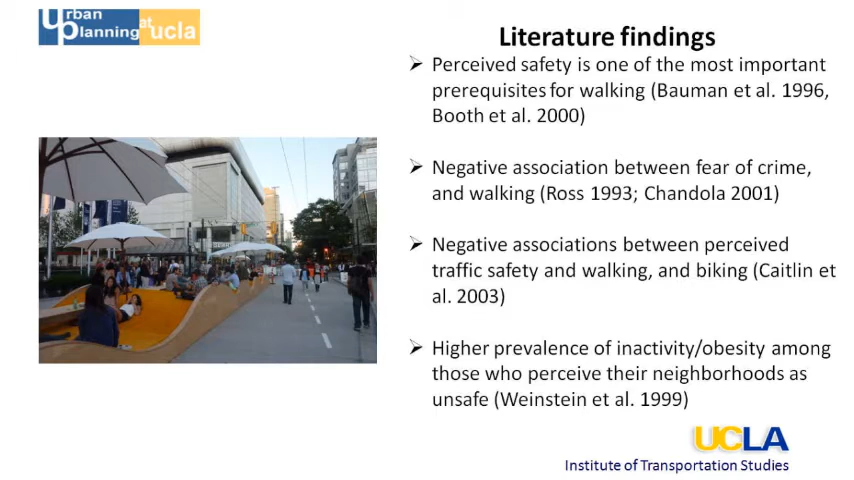 Urban
Planning at ucla
Literature findings
➢ Perceived safety is one of the most important
prerequisites for walking (Bauman et al. 1996,
Booth et al. 2000)
➢ Negative association between fear of crime,
and walking (Ross 1993; Chandola 2001)
➢ Negative associations between perceived
traffic safety and walking, and biking (Caitlin et
al. 2003)
➢ Higher prevalence of inactivity/obesity among
those who perceive their neighborhoods as
unsafe (Weinstein et al. 1999)
UCLA
Institute of Transportation Studies